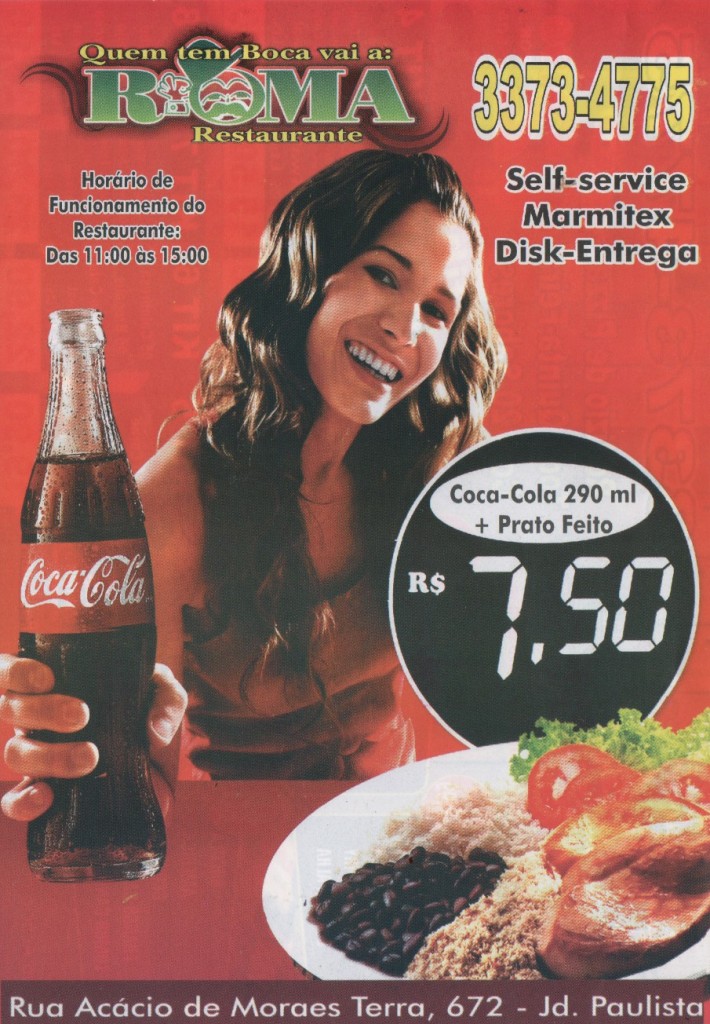 Quem tem Boca vai a:
ROMA
Restaurante
3373-4775
Horário de
Funcionamento do
Restaurante:
Das 11:00 às 15:00
Self-service
Marmitex
Disk-Entrega
Coca-Cola
Coca-Cola 290 ml
+ Prato Feito
R$ 7,50
Rua Acácio de Moraes Terra, 672 - Jd. Paulista